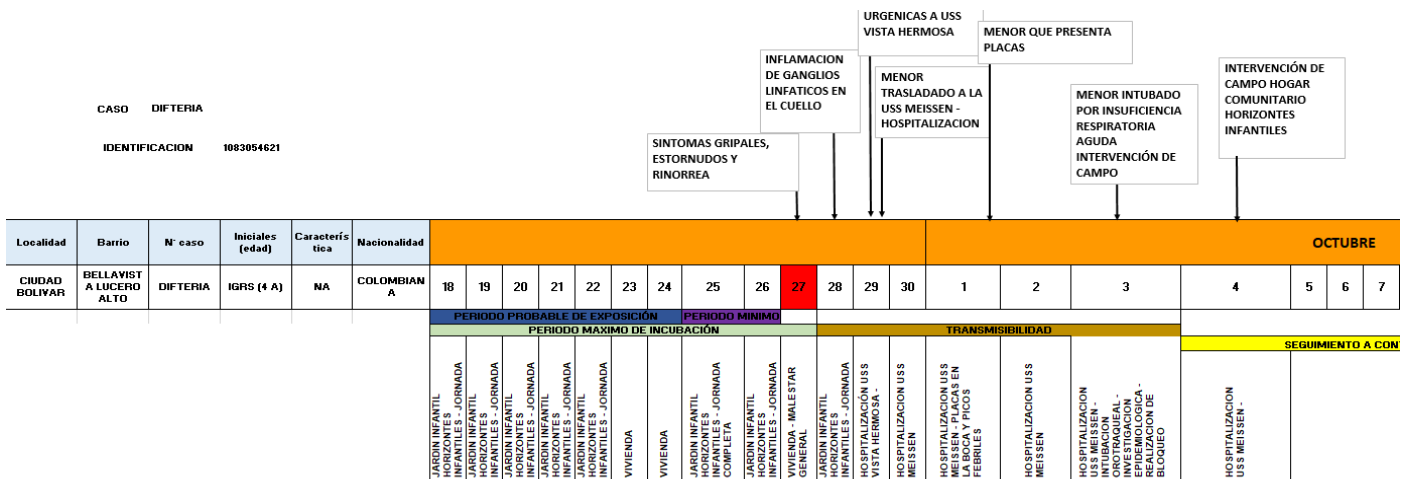 URGENICAS A USS
VISTA HERMOSA
MENOR QUE PRESENTA
PLACAS
INFLAMACION
DE GANGLIOS
LINFATICOS EN
EL CUELLO
MENOR
TRASLADADO A LA
USS MEISSEN -
HOSPITALIZACION
INTERVENCIÓN DE
CAMPO HOGAR
COMUNITARIO
HORIZONTES
INFANTILES
MENOR INTUBADO
POR INSUFICIENCIA
RESPIRATORIA
AGUDA
INTERVENCIÓN DE
CAMPO
CASO DIFTERIA
IDENTIFICACION 1083054621
SINTOMAS GRIPALES,
ESTORNUDOS Y
RINORREA
Localidad
Barrio
N° caso
Iniciales
(edad)
Caracterís
tica
Nacionalidad
OCTUBRE
CIUDAD
BOLIVAR
BELLAVIST
A LUCERO
ALTO
DIFTERIA
IGRS (4 A)
NA
COLOMBIAN
A
18 19 20 21 22 23 24 25 26 27 28 29 30 1 2 3 4 5 6 7
PERIODO PROBABLE DE EXPOSICIÓN
PERIODO MINIMO
PERIODO MAXIMO DE INCUBACIÓN
TRANSMISIBILIDAD
SEGUIMIENTO A CON
JARDIN INFANTIL
HORIZONTES
INFANTILES - JORNADA
JARDIN INFANTIL
HORIZONTES
INFANTILES - JORNADA
JARDIN INFANTIL
HORIZONTES
INFANTILES - JORNADA
JARDIN INFANTIL
HORIZONTES
INFANTILES - JORNADA
JARDIN INFANTIL
HORIZONTES
INFANTILES - JORNADA
VIVIENDA
VIVIENDA
JARDIN INFANTIL
HORIZONTES
INFANTILES - JORNADA
COMPLETA
JARDIN INFANTIL
HORIZONTES
INFANTILES - JORNADA
VIVIENDA - MALESTAR
GENERAL
JARDIN INFANTIL
HORIZONTES
INFANTILES - JORNADA
HOSPITALIZACIÓN USS
VISTA HERMOSA -
HOSPITALIZACION USS
MEISSEN
HOSPITALIZACION USS
MEISSEN - PLACAS EN
LA BOCA Y PICOS
FEBRILES
HOSPITALIZACION USS
MEISSEN
HOSPITALIZACION
USS MEISSEN -
INTUBACION
OROTRAQUEAL -
INVESTIGACION
EPIDEMIOLOGICA -
REALIZACION DE
BLOQUEO
HOSPITALIZACION
USS MEISSEN -